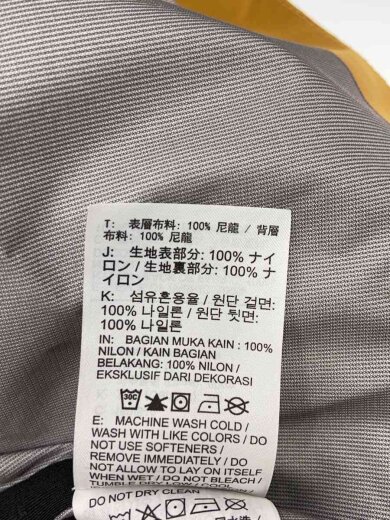 T: 表層布料: 100% 尼龍 / 背層
布料: 100% 尼龍
J: 生地表部分: 100% ナイ
ロン / 生地裏部分: 100% ナ
イロン
K: 섬유혼용율 / 원단 겉면:
100% 나일론 / 원단 뒷면:
100% 나일론
IN: BAGIAN MUKA KAIN : 100%
NILON / KAIN BAGIAN
BELAKANG: 100% NILON /
EKSKLUSIF DARI DEKORASI
30C
E: MACHINE WASH COLD /
WASH WITH LIKE COLORS / DO
NOT USE SOFTENERS /
REMOVE IMMEDIATELY / DO
NOT ALLOW TO LAY ON ITSELF
WHEN WET / DO NOT BLEACH /
TUMBLE DRY LOW / COOL
DO NOT DRY CLEAN